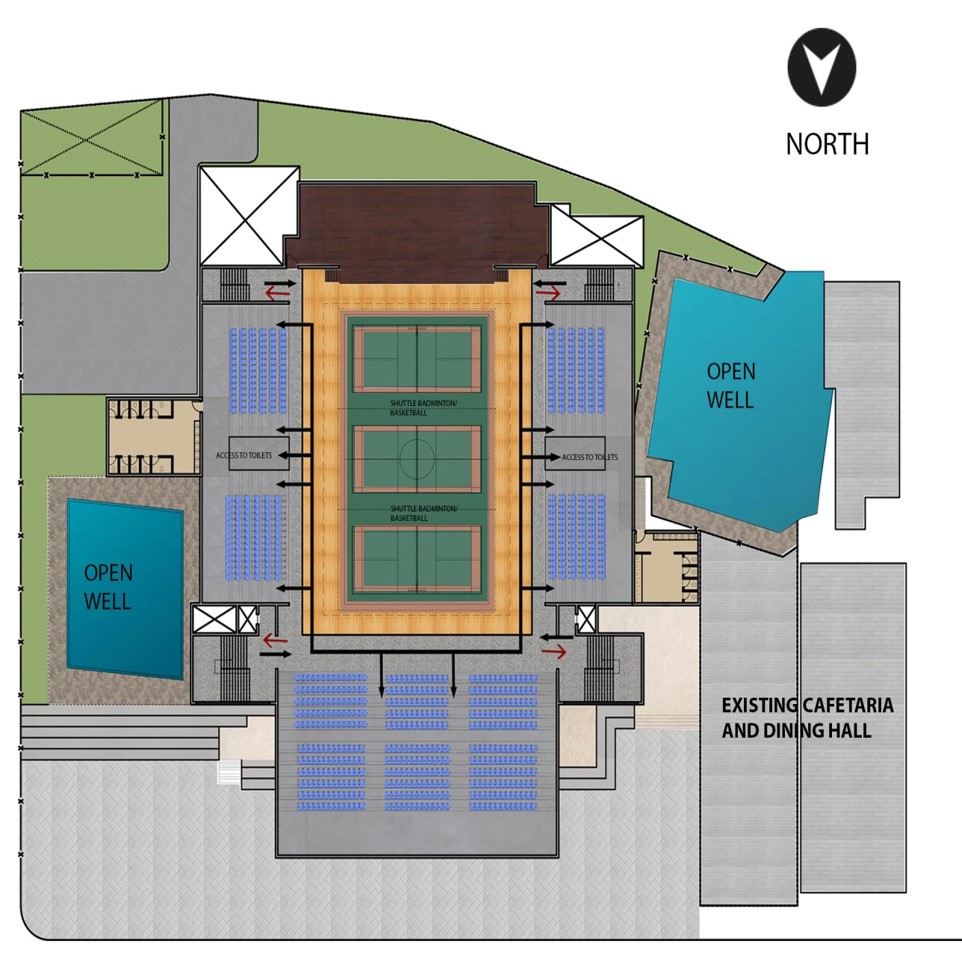 NORTH
OPEN
WELL
SHUTTLE BADMINTON/
BASKETBALL
ACCESS TO TOILETS
ACCESS TO TOILETS
SHUTTLE BADMINTON/
BASKETBALL
OPEN
WELL
EXISTING CAFETARIA
AND DINING HALL